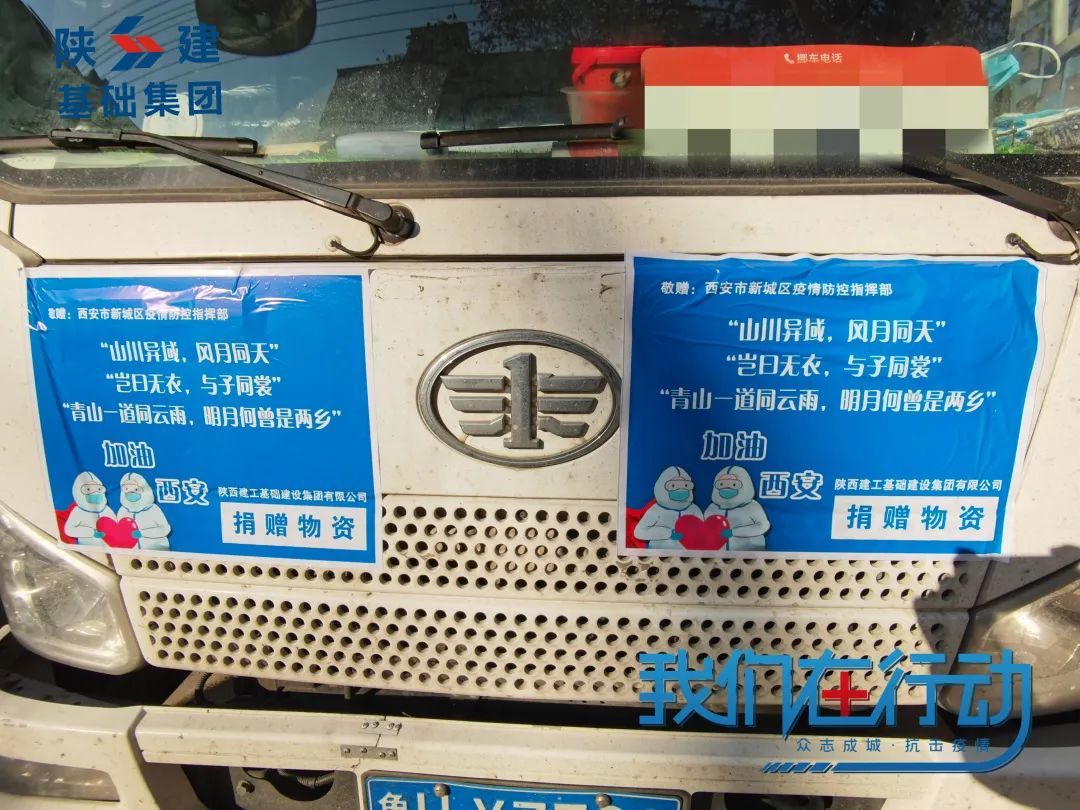 陕建
基础集团
挪车电话
敬赠：西安市新城区疫情防控指挥部
“山川异域，风月同天”
“岂曰无衣，与子同裳”
“青山一道同云雨，明月何曾是两乡”
加油
西安
陕西建工基础建设集团有限公司
捐赠物资
敬赠：西安市新城区疫情防控指挥部
“山川异域，风月同天”
“岂曰无衣，与子同裳”
“青山一道同云雨，明月何曾是两乡”
加油
西安
陕西建工基础建设集团有限公司
捐赠物资
1
我们在行动
众志成城·抗击疫情